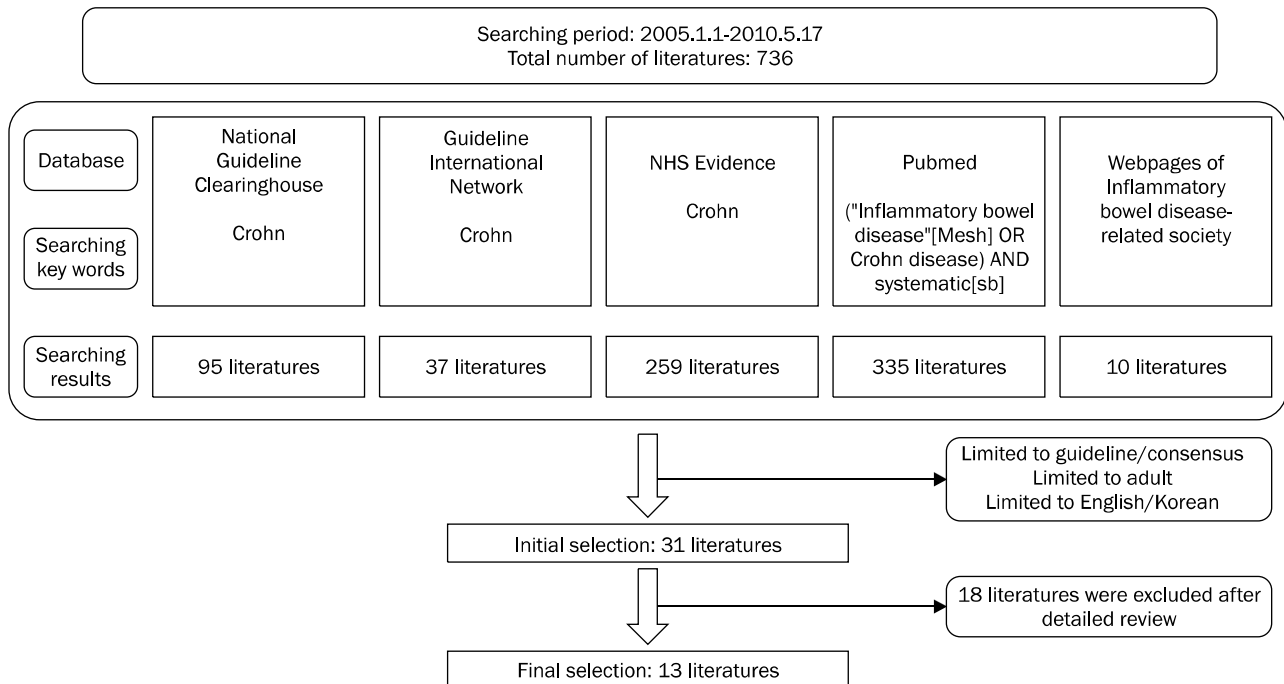 Searching period: 2005.1.1-2010.5.17
Total number of literatures: 736
Database
National
Guideline
Clearinghouse
Crohn
Guideline
International
Network
Crohn
NHS Evidence
Crohn
Pubmed
("Inflammatory bowel
disease"[Mesh] OR
Crohn disease) AND
systematic[sb]
Webpages of
Inflammatory
bowel disease-
related society
Searching
key words
Searching
results
95 literatures
37 literatures
259 literatures
335 literatures
10 literatures
Limited to guideline/consensus
Limited to adult
Limited to English/Korean
Initial selection: 31 literatures
18 literatures were excluded after
detailed review
Final selection: 13 literatures